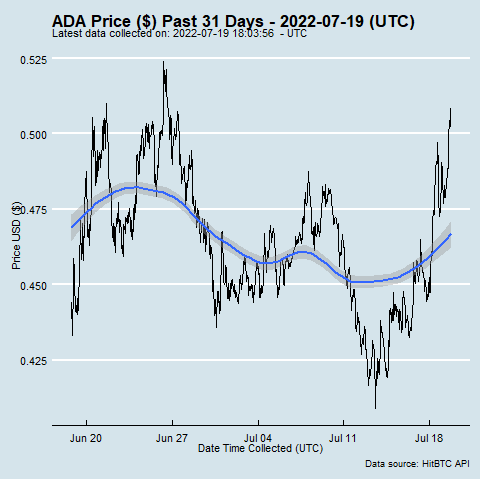 ADA Price ($) Past 31 Days - 2022-07-19 (UTC)
Latest data collected on: 2022-07-19 18:03:56 - UTC
0.525
0.500
0.475
0.450
0.425
Price USD ($)
Jun 20 Jun 27 Jul 04 Jul 11 Jul 18
Date Time Collected (UTC)
Data source: HitBTC API